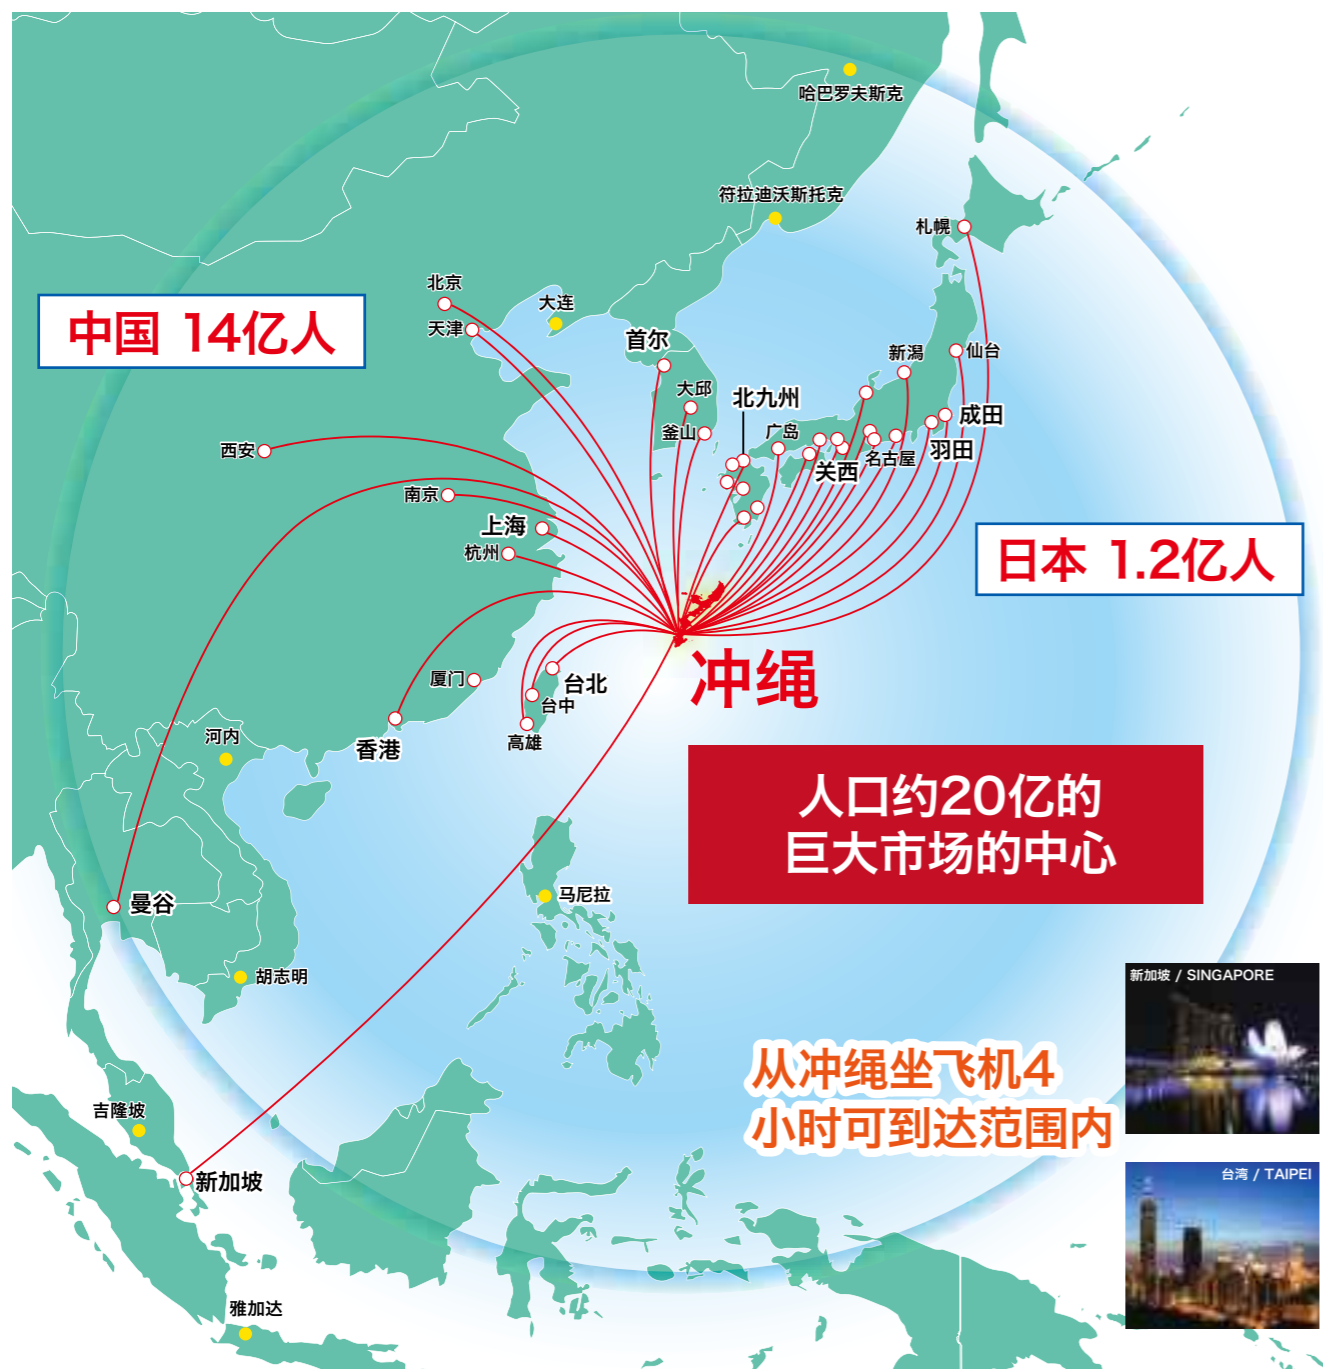 哈巴罗夫斯克
符拉迪沃斯托克
札幌
北京
大连
天津
中国 14亿人
首尔
新潟
仙台
大邱
北九州
成田
釜山
广岛
羽田
西安
名古屋
关西
南京
上海
杭州
日本 1.2亿人
冲绳
厦门
台北
台中
河内
香港
高雄
人口约20亿的
巨大市场的中心
马尼拉
曼谷
胡志明
新加坡 / SINGAPORE
从冲绳坐飞机4
小时可到达范围内
吉隆坡
新加坡
台湾 / TAIPEI
雅加达